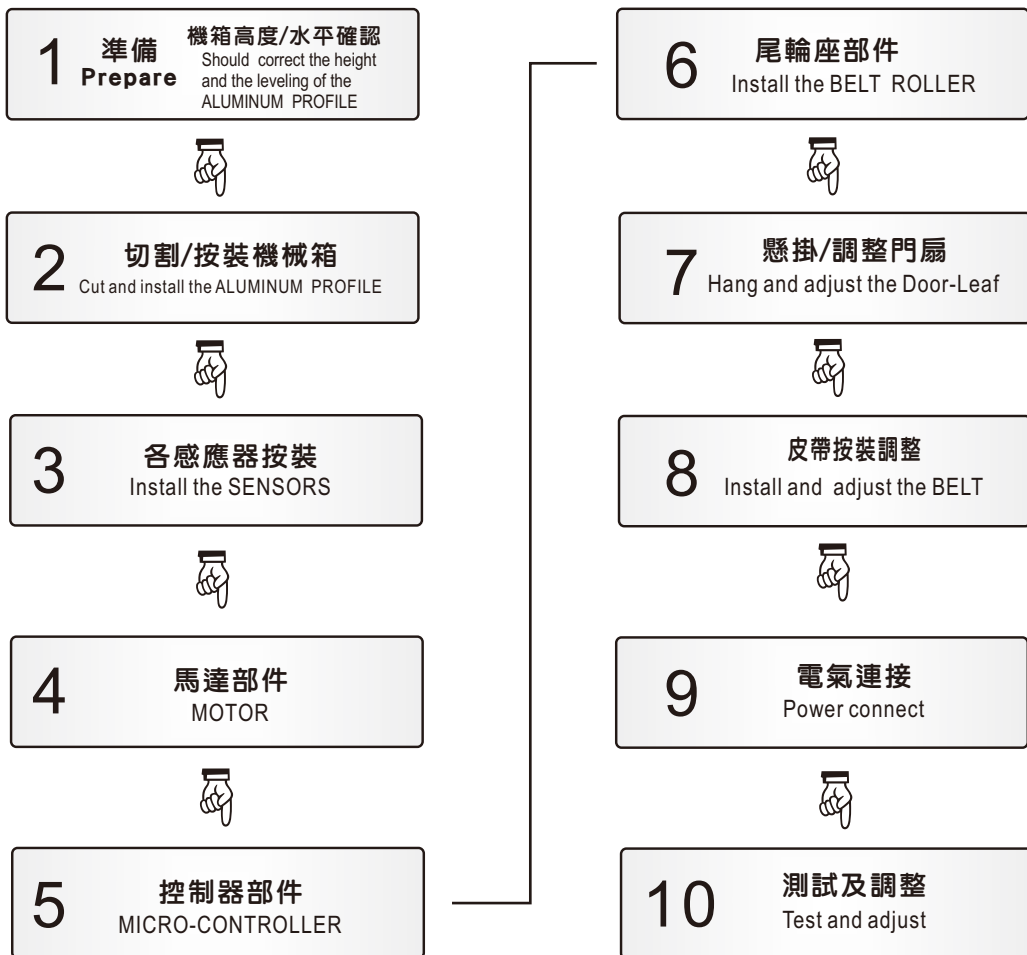 1
準備
Prepare
機箱高度/水平確認
Should correct the height
and the leveling of the
ALUMINUM PROFILE
2
切割/按裝機械箱
Cut and install the ALUMINUM PROFILE
3
各感應器按裝
Install the SENSORS
4
馬達部件
MOTOR
5
控制器部件
MICRO-CONTROLLER
6
尾輪座部件
Install the BELT ROLLER
7
懸掛/調整門扇
Hang and adjust the Door-Leaf
8
皮帶按裝調整
Install and adjust the BELT
9
電氣連接
Power connect
10
測試及調整
Test and adjust